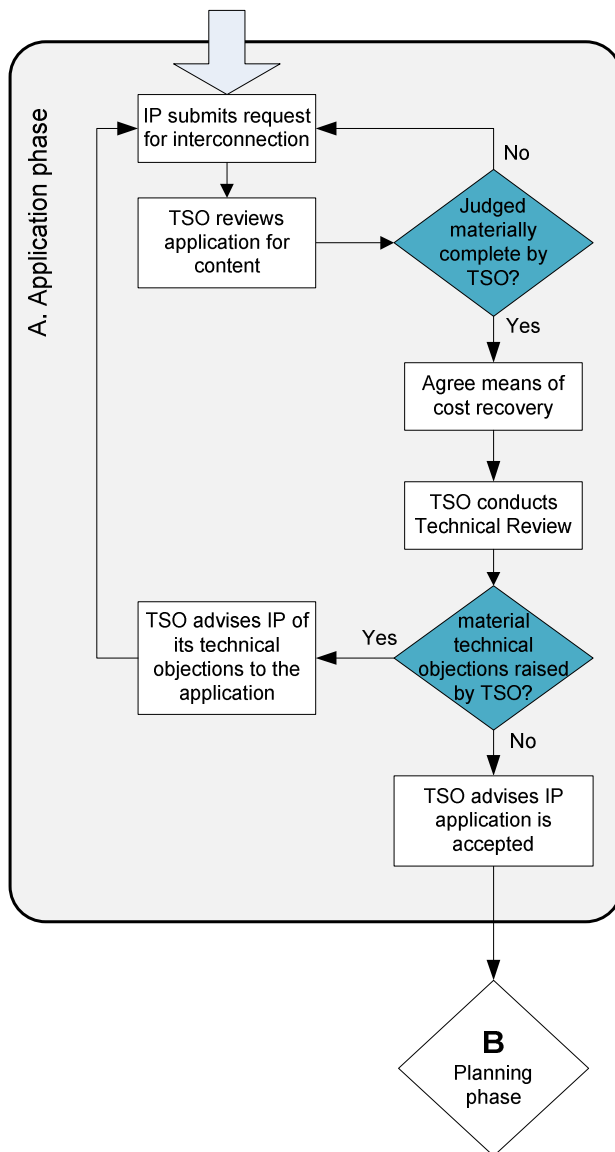 A. Application phase
IP submits request
for interconnection
TSO reviews
application for
content
No
Judged
materially
complete by
TSO?
Yes
Agree means of
cost recovery
TSO conducts
Technical Review
material
technical
objections raised
by TSO?
Yes
TSO advises IP of
its technical
objections to the
application
No
TSO advises IP
application is
accepted
B
Planning
phase